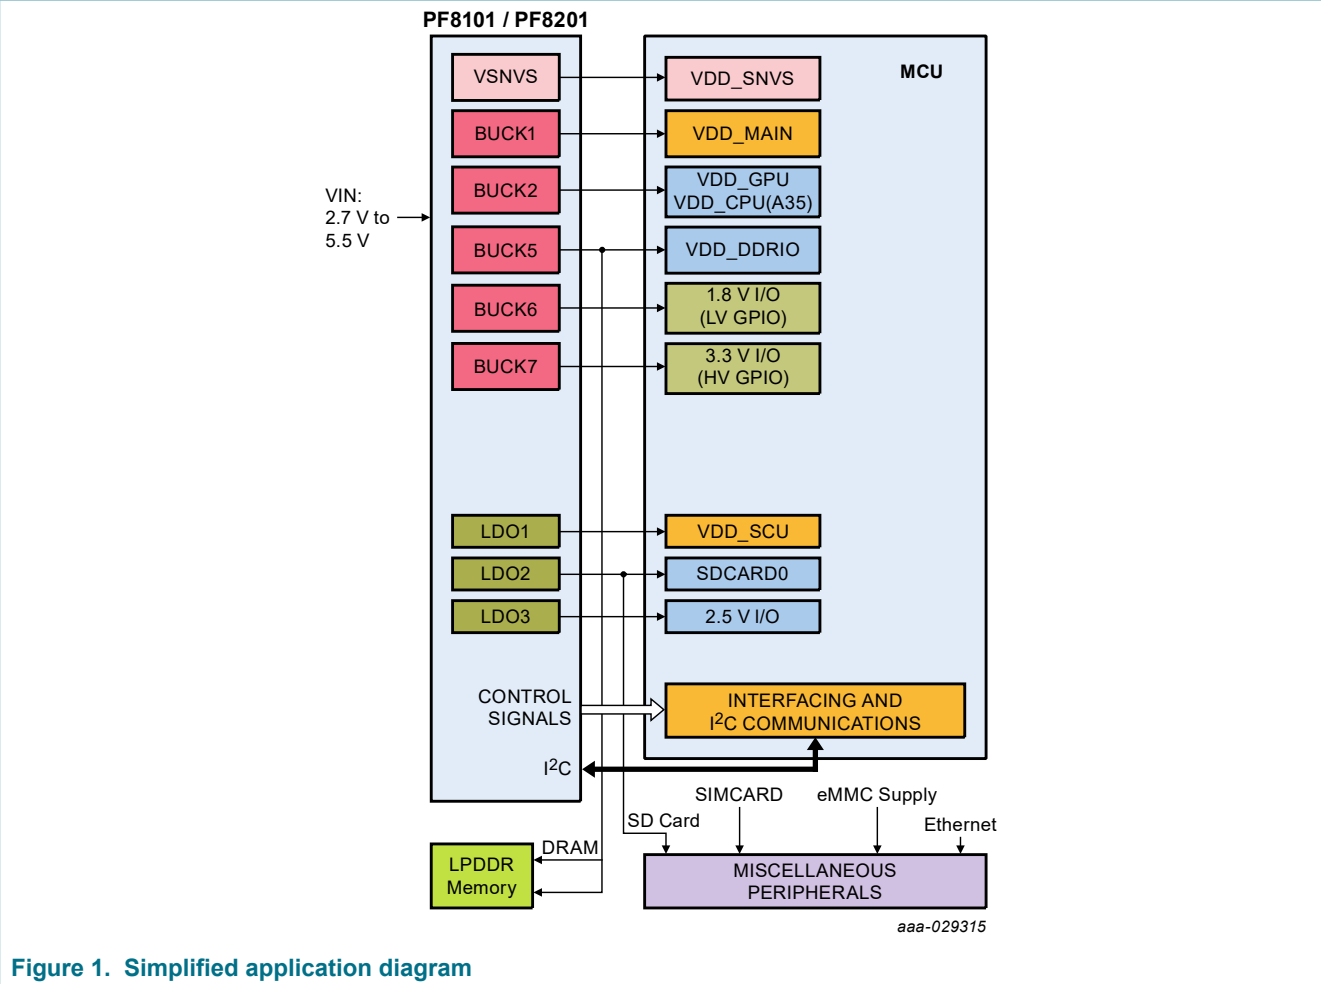 PF8101 / PF8201
MCU
VIN:
2.7 V to
5.5 V
VSNVS
VDD_SNVS
BUCK1
VDD_MAIN
BUCK2
VDD_GPU
VDD_CPU(A35)
BUCK5
VDD_DDRIO
BUCK6
1.8 V I/O
(LV GPIO)
BUCK7
3.3 V I/O
(HV GPIO)
LDO1
VDD_SCU
LDO2
SDCARD0
LDO3
2.5 V I/O
CONTROL
SIGNALS
INTERFACING AND
I²C COMMUNICATIONS
I²C
SIMCARD
eMMC Supply
SD Card
Ethernet
DRAM
LPDDR
Memory
MISCELLANEOUS
PERIPHERALS
aaa-029315
Figure 1. Simplified application diagram